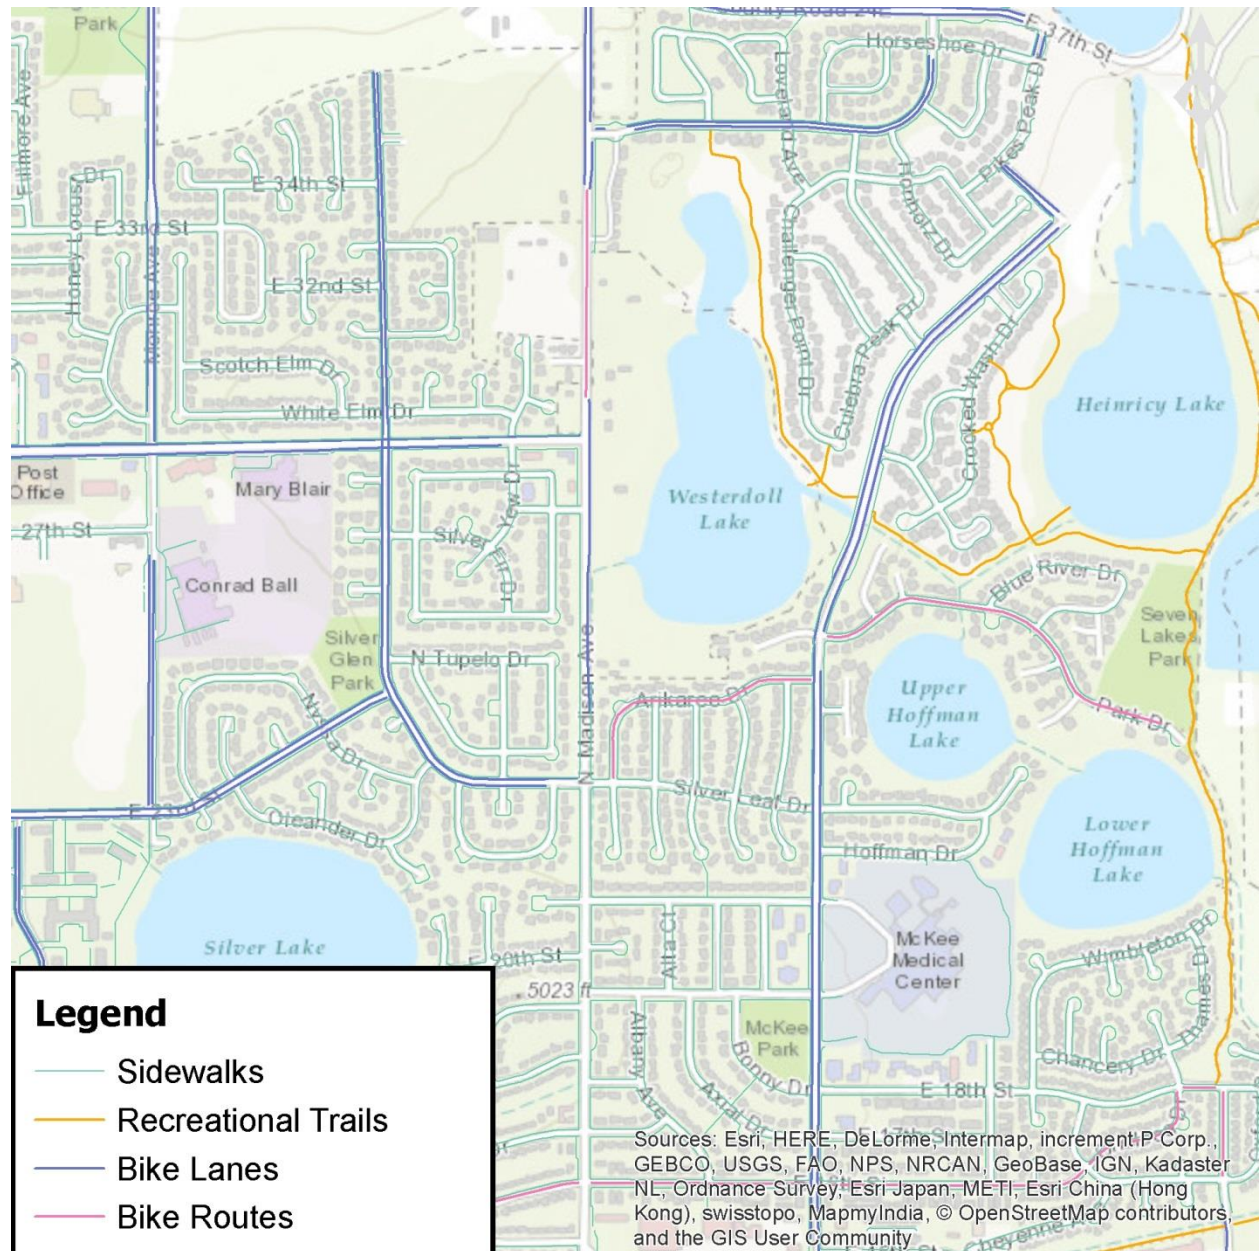 Park
County Road 24E
E 37th St
Horseshoe Dr
Loveland Ave
Fillmore Ave
Pikes Peak Dr
E 34th St
Honey Locust Dr
E 33rd St
Monroe Ave
Challenger Point Dr
E 32nd St
Culebra Peak Dr
Crooked Wash Dr
Scotch Elm Dr
White Elm Dr
Heinricy Lake
Post
Office
Mary Blair
Yew Dr
Westerdoll
Lake
27th St
Silver Fir Dr
Conrad Ball
Blue River Dr
Silver
Glen
Park
Seven
Lakes
Park
N Tupelo Dr
N Madison Ave
Upper
Hoffman
Lake
Arikaree Dr
Nyssa Dr
Park Dr
E 23rd St
Silver Leaf Dr
Oleander Dr
Hoffman Dr
Lower
Hoffman
Lake
Silver Lake
E 20th St
Alta Ct
McKee
Medical
Center
Wimbleton Dr
Thames Dr
5023 ft
Albany Ave
McKee
Park
Bonny Dr
Axial Dr
Chancery Dr
E 18th St
E 17th St
Legend
Sidewalks
Recreational Trails
Bike Lanes
Bike Routes
Sources: Esri, HERE, DeLorme, Intermap, increment P Corp.,
GEBCO, USGS, FAO, NPS, NRCAN, GeoBase, IGN, Kadaster
NL, Ordnance Survey, Esri Japan, METI, Esri China (Hong
Kong), swisstopo, MapmyIndia, © OpenStreetMap contributors,
and the GIS User Community